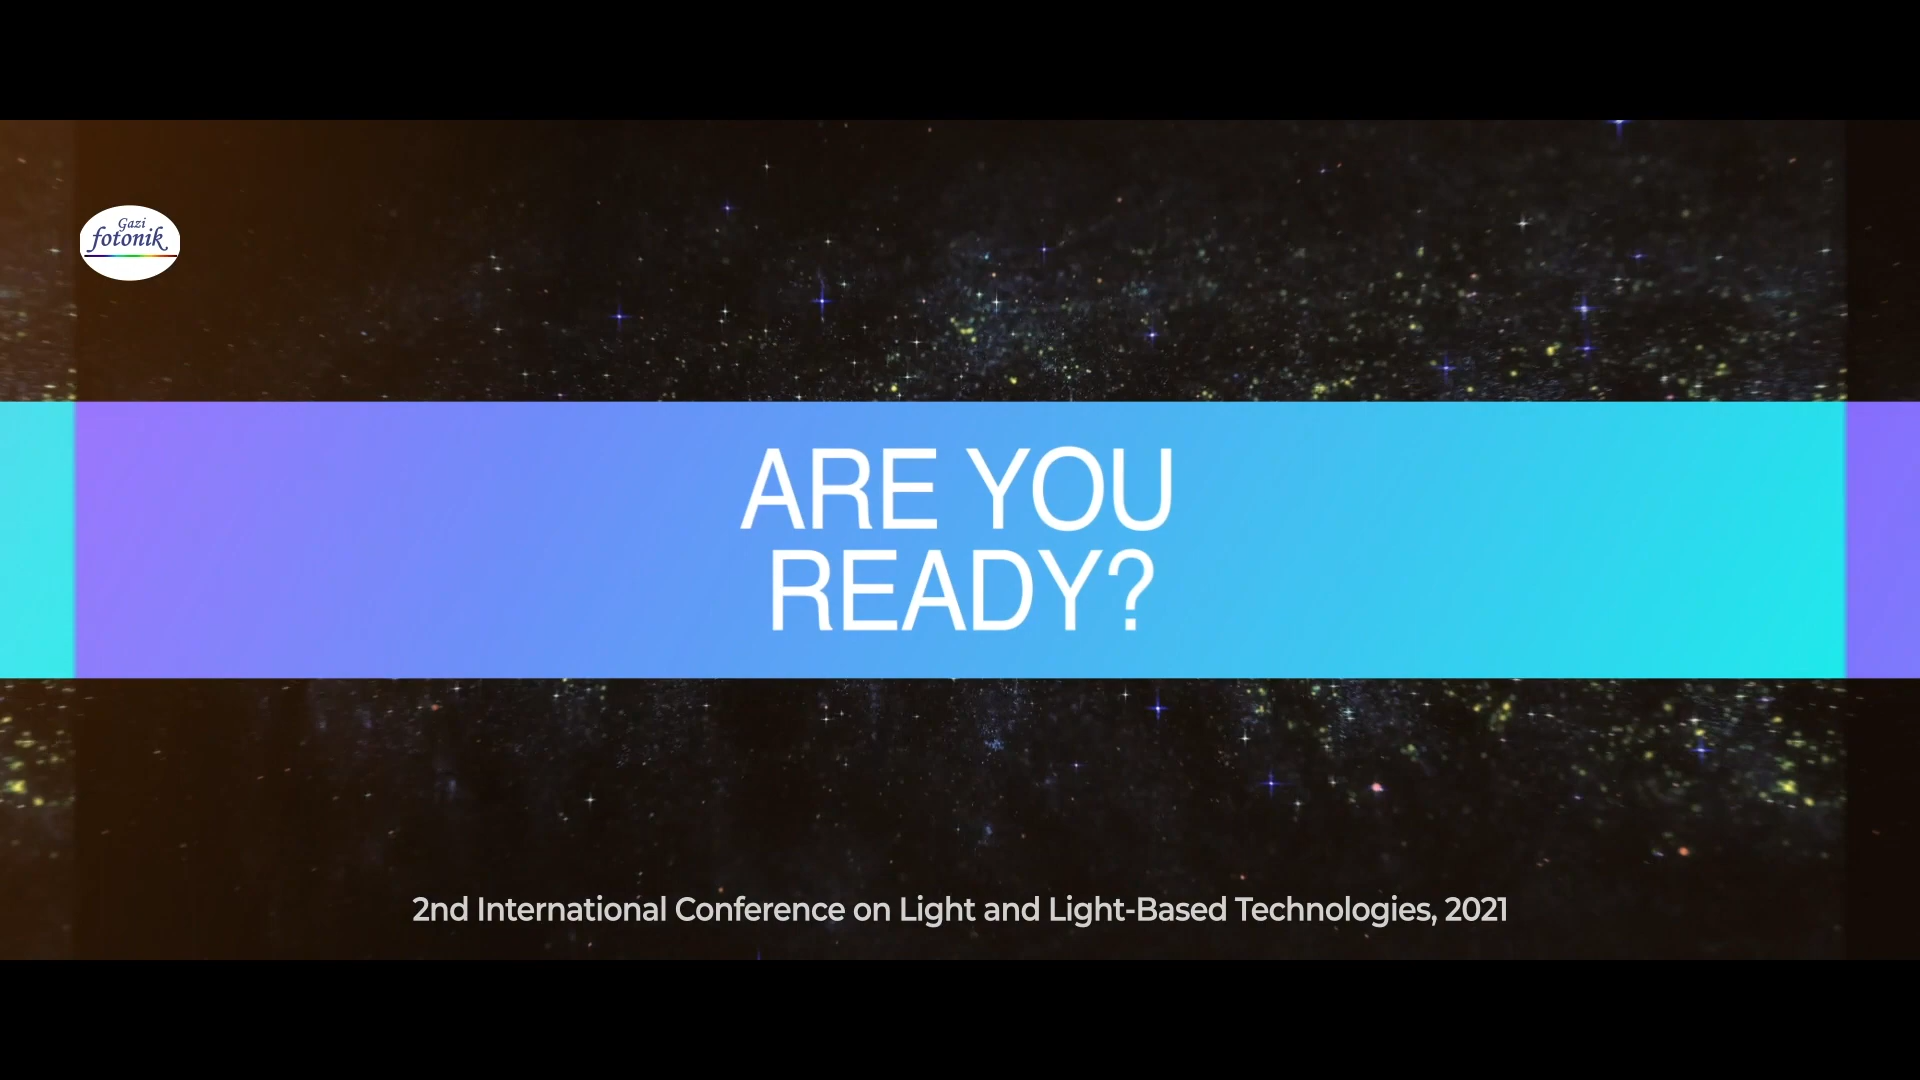 Gazi
fotonik
ARE YOU
READY?
2nd International Conference on Light and Light-Based Technologies, 2021